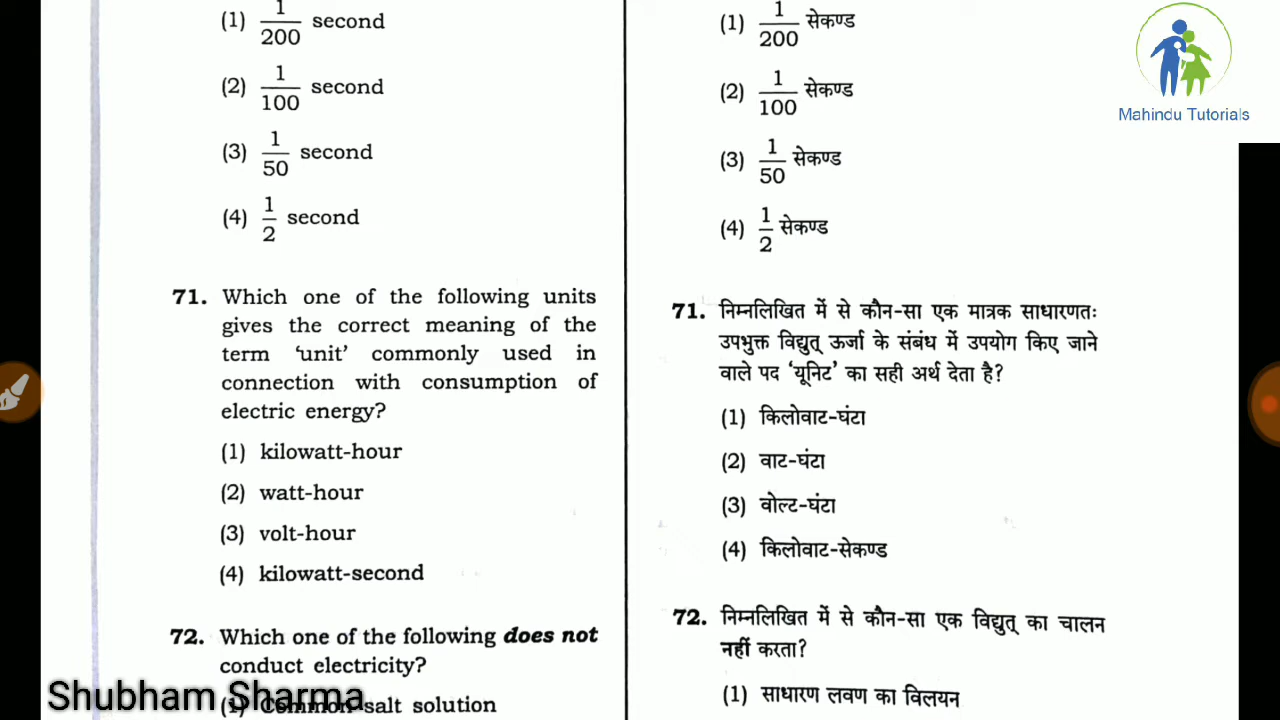 (1) 1/200 second
(2) 1/100 second
(3) 1/50 second
(4) 1/2 second
71. Which one of the following units
gives the correct meaning of the
term ‘unit’ commonly used in
connection with consumption of
electric energy?
(1) kilowatt-hour
(2) watt-hour
(3) volt-hour
(4) kilowatt-second
72. Which one of the following does not
conduct electricity?
(1) Common salt solution
(1) 1/200 सेकण्ड
(2) 1/100 सेकण्ड
(3) 1/50 सेकण्ड
(4) 1/2 सेकण्ड
71. निम्नलिखित में से कौन-सा एक मात्रक साधारणतः
उपभुक्त विद्युत् ऊर्जा के संबंध में उपयोग किए जाने
वाले पद ‘यूनिट’ का सही अर्थ देता है?
(1) किलोवाट-घंटा
(2) वाट-घंटा
(3) वोल्ट-घंटा
(4) किलोवाट-सेकण्ड
72. निम्नलिखित में से कौन-सा एक विद्युत् का चालन
नहीं करता?
(1) साधारण लवण का विलयन
Mahindu Tutorials
Shubham Sharma